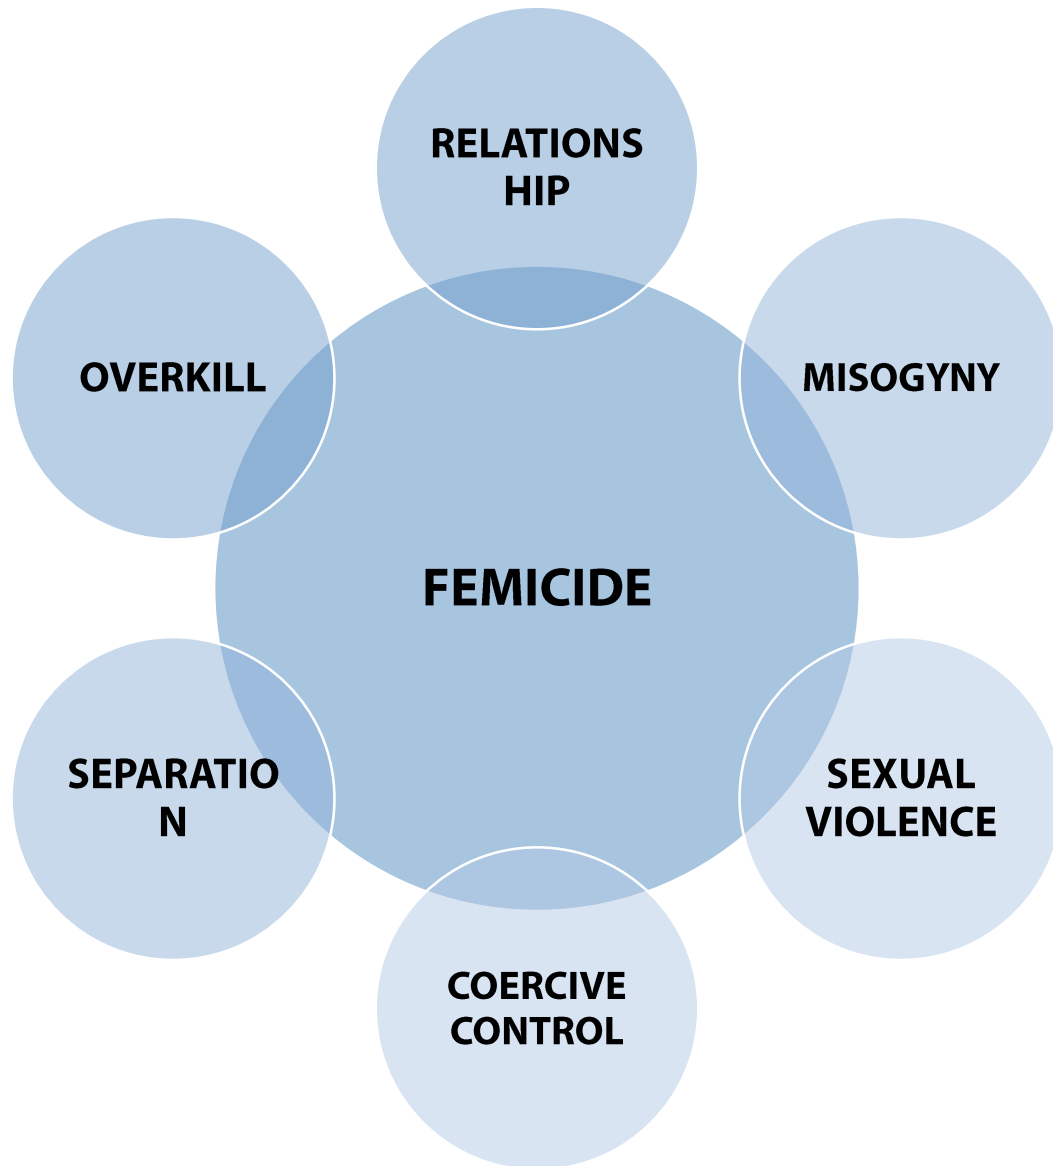 RELATIONS
HIP
MISOGYNY
SEXUAL
VIOLENCE
COERCIVE
CONTROL
SEPARATIO
N
OVERKILL
FEMICIDE